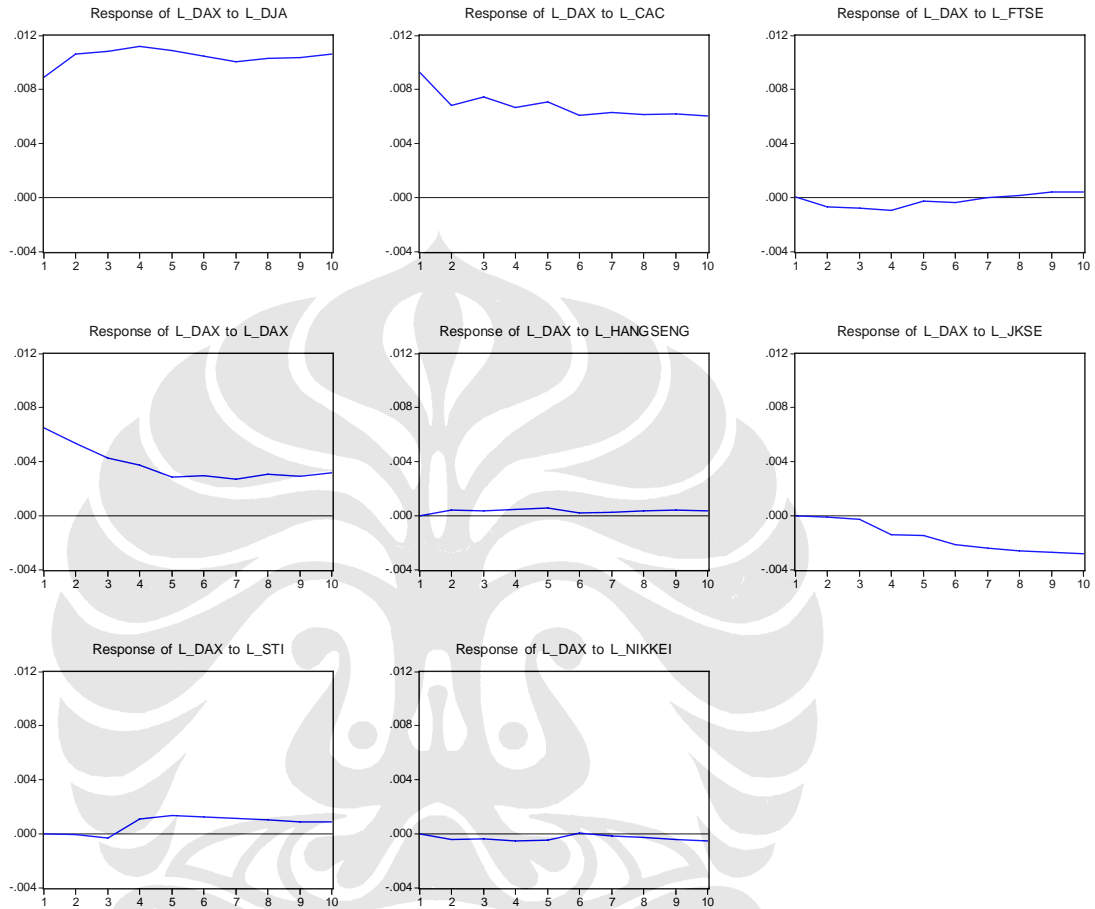 Response of L_DAX to L_DJA
.012
.008
.004
.000
-.004
1 2 3 4 5 6 7 8 9 10
Response of L_DAX to L_CAC
.012
.008
.004
.000
-.004
1 2 3 4 5 6 7 8 9 10
Response of L_DAX to L_FTSE
.012
.008
.004
.000
-.004
1 2 3 4 5 6 7 8 9 10
Response of L_DAX to L_DAX
.012
.008
.004
.000
-.004
1 2 3 4 5 6 7 8 9 10
Response of L_DAX to L_HANGSENG
.012
.008
.004
.000
-.004
1 2 3 4 5 6 7 8 9 10
Response of L_DAX to L_JKSE
.012
.008
.004
.000
-.004
1 2 3 4 5 6 7 8 9 10
Response of L_DAX to L_STI
.012
.008
.004
.000
-.004
1 2 3 4 5 6 7 8 9 10
Response of L_DAX to L_NIKKEI
.012
.008
.004
.000
-.004
1 2 3 4 5 6 7 8 9 10